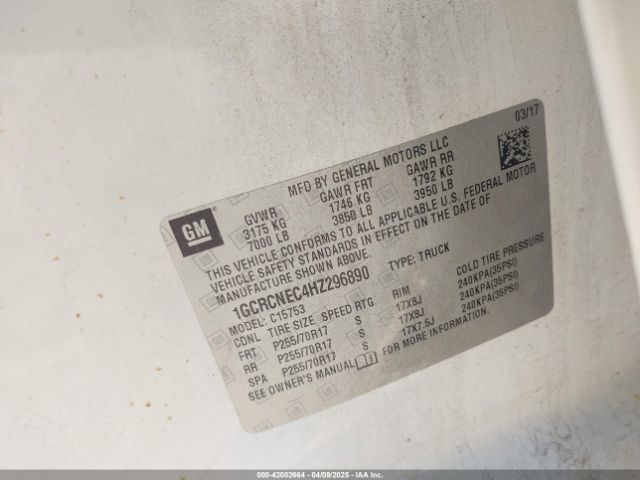 03/17
MFD BY GENERAL MOTORS LLC
GVWR GAWR FRT GAWR RR
3175 KG 1746 KG 1792 KG
7000 LB 3850 LB 3950 LB
GM
THIS VEHICLE CONFORMS TO ALL APPLICABLE U.S. FEDERAL MOTOR
VEHICLE SAFETY STANDARDS IN EFFECT ON THE DATE OF
MANUFACTURE SHOWN ABOVE.
1GCRCNEC4HZ296890 TYPE: TRUCK
MODEL: C15753
CDNL TIRE SIZE SPEED RTG RIM COLD TIRE PRESSURE
FRT P255/70R17 S 17X8J 240KPA(35PSI)
RR P255/70R17 S 17X8J 240KPA(35PSI)
SPA P255/70R17 S 17X7.5J 240KPA(35PSI)
SEE OWNER'S MANUAL FOR MORE INFORMATION.
000-42002664 | 04/09/2025 | IAA Inc.